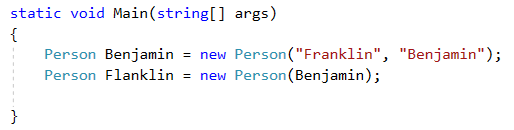 static void Main(string[] args)
{
Person Benjamin = new Person("Franklin", "Benjamin");
Person Flanklin = new Person(Benjamin);
}